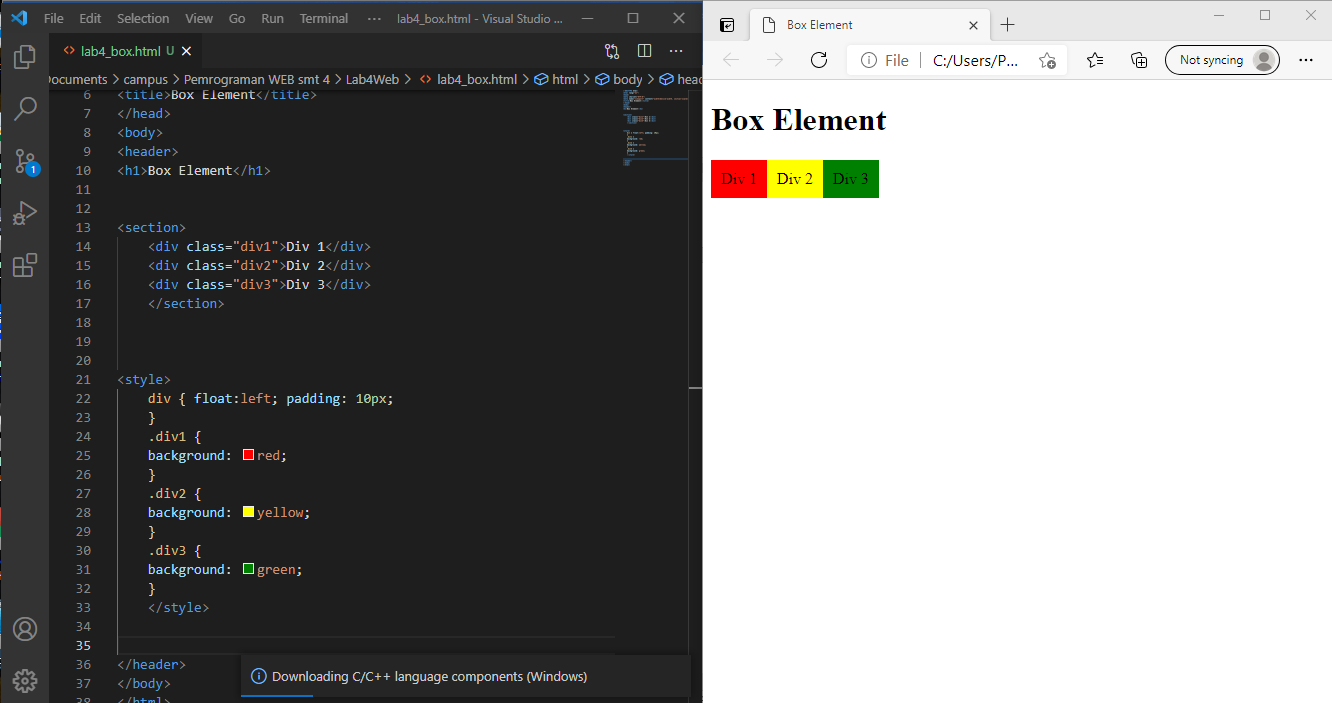 File Edit Selection View Go Run Terminal ··· lab4_box.html - Visual Studio ...
lab4_box.html U
ocuments > campus > Pemrograman WEB smt 4 > Lab4Web > lab4_box.html > html > body > head
6 <title>Box Element</title>
7 </head>
8 <body>
9 <header>
10 <h1>Box Element</h1>
11
12
13 <section>
14 <div class="div1">Div 1</div>
15 <div class="div2">Div 2</div>
16 <div class="div3">Div 3</div>
17 </section>
18
19
20
21 <style>
22 div { float:left; padding: 10px;
23 }
24 .div1 {
25 background: red;
26 }
27 .div2 {
28 background: yellow;
29 }
30 .div3 {
31 background: green;
32 }
33 </style>
34
35
36 </header>
37 </body>
38 </html>
1
Downloading C/C++ language components (Windows)
Box Element
File | C:/Users/P...
Not syncing
Box Element
Div 1 Div 2 Div 3